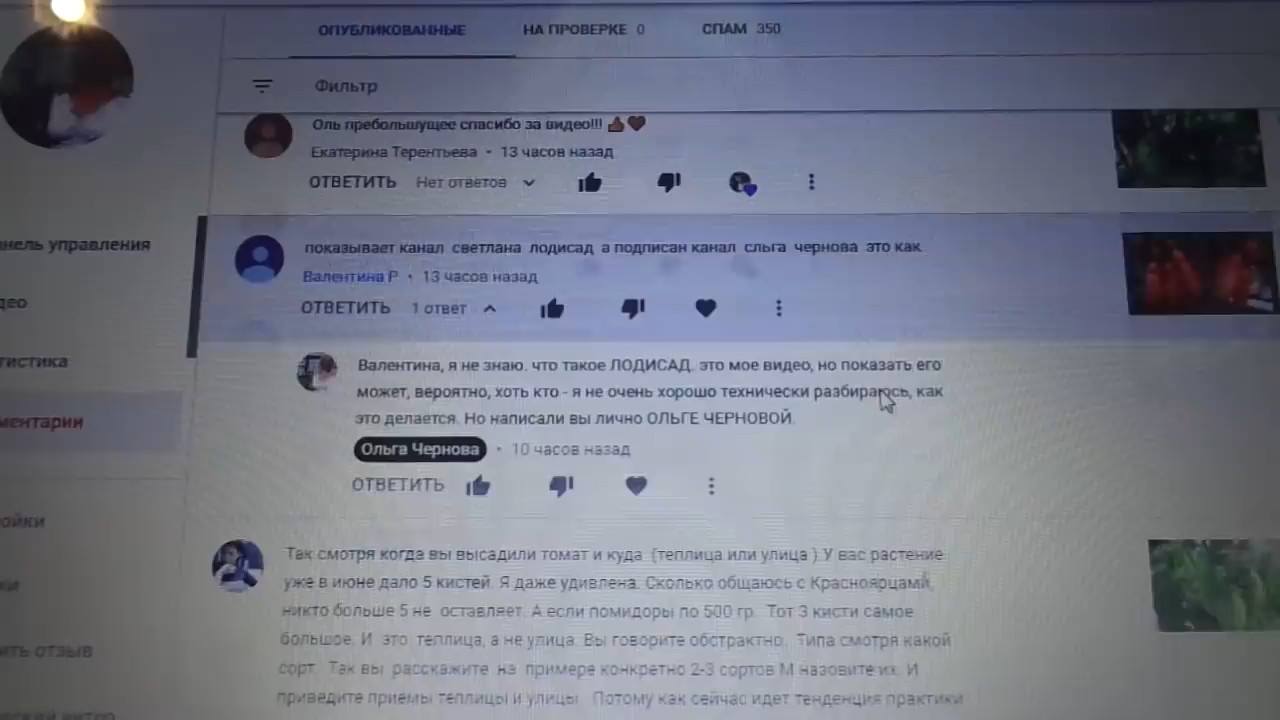 ОПУБЛИКОВАННЫЕ НА ПРОВЕРКЕ 0 СПАМ 350
Фильтр
Оль пребольшущее спасибо за видео!!! 👍❤
Екатерина Терентьева • 13 часов назад
ОТВЕТИТЬ Нет ответов
нель управления
показывает канал светлана лодисад а подписан канал сльга чернова это как
Валентина Р • 13 часов назад
део
ОТВЕТИТЬ 1 ответ
тистика
Валентина, я не знаю. что такое ЛОДИСАД. это мое видео, но показать его
может, вероятно, хоть кто - я не очень хорошо технически разбираюсь, как
это делается. Но написали вы лично ОЛЬГЕ ЧЕРНОВОЙ.
ментарии
Ольга Чернова • 10 часов назад
ОТВЕТИТЬ
ойки
Так смотря когда вы высадили томат и куда (теплица или улица ) У вас растение
уже в июне дало 5 кистей. Я даже удивлена. Сколько общаюсь с Красноярцами,
никто больше 5 не оставляет. А если помидоры по 500 гр. Тот 3 кисти самое
большое. И это теплица, а не улица. Вы говорите обстрактно. Типа смотря какой
ить отзыв
сорт. Так вы расскажите на примере конкретно 2-3 сортов М назовите их. И
приведите приемы теплицы и улицы. Потому как сейчас идет тенденция практики